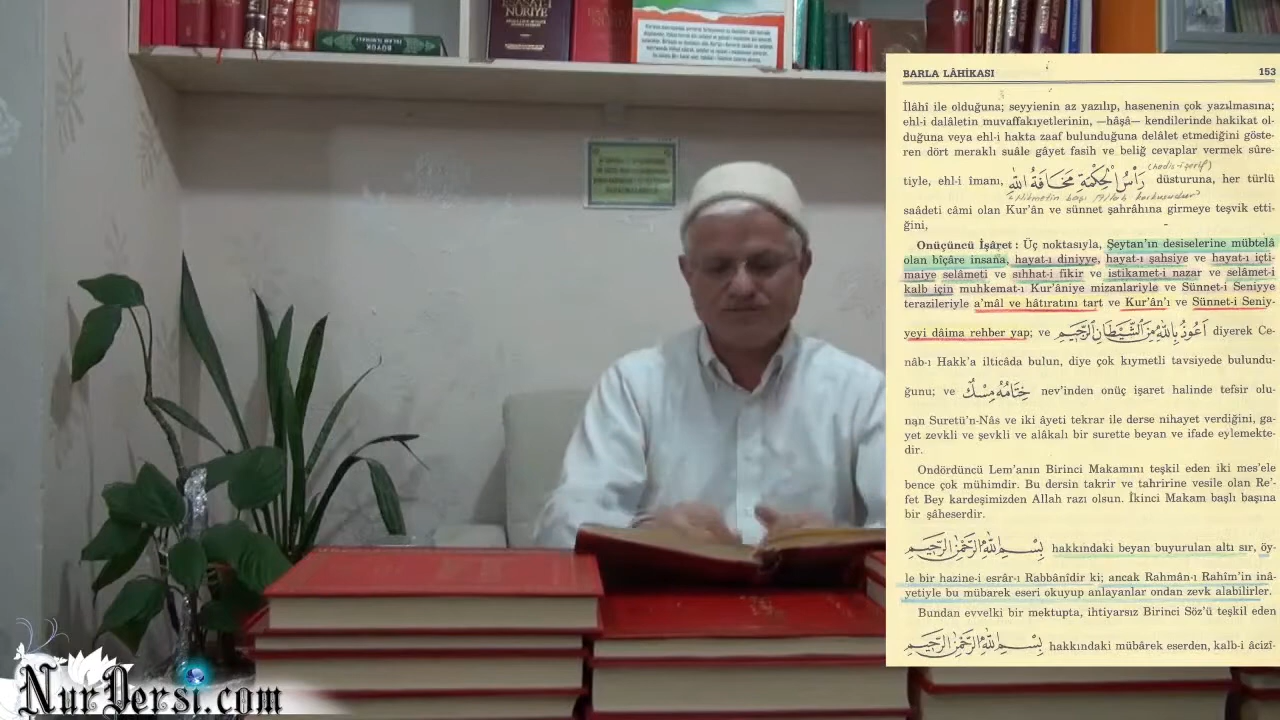 BÜYÜK
BARLA LÂHİKASI 153
İlâhî ile olduğuna; seyyienin az yazılıp, hasenenin çok yazılmasına;
ehl-i dalâletin muvaffakıyetlerinin, —hâşâ— kendilerinde hakikat ol-
duğuna veya ehl-i hakta zaaf bulunduğuna delâlet etmediğini göste-
ren dört meraklı suâle gâyet fasih ve beliğ cevaplar vermek sûre-
(hadis-i şerif)
tiyle, ehl-i îmanı, رَأْسُ الْحِكْمَةِ مَخَافَةُ اللّٰهِ düsturuna, her türlü
"Hikmetin başı Allah korkusudur"
saâdeti câmi olan Kur'ân ve sünnet şahrâhına girmeye teşvik etti-
ğini,
Onüçüncü İşâret : Üç noktasıyla, Şeytan'ın desiselerine mübtelâ
olan bîçâre insana, hayat-ı diniyye, hayat-ı şahsiye ve hayat-ı içti-
maiye selâmeti ve sıhhat-i fikir ve istikamet-i nazar ve selâmet-i
kalb için muhkemat-ı Kur'âniye mizanlariyle ve Sünnet-i Seniyye
terazileriyle a'mâl ve hâtıratını tart ve Kur'ân'ı ve Sünnet-i Seniy-
yeyi dâima rehber yap; ve اَعُوذُ بِاللّٰهِ مِنَ الشَّيْطَانِ الرَّجِيمِ diyerek Ce-
nâb-ı Hakk'a ilticâda bulun, diye çok kıymetli tavsiyede bulundu-
ğunu; ve خِتَامُهُ مِسْكٌ nev'inden onüç işaret halinde tefsir olu-
nan Suretü'n-Nâs ve iki âyeti tekrar ile derse nihayet verdiğini, ga-
yet zevkli ve şevkli ve alâkalı bir surette beyan ve ifade eylemekte-
dir.
Ondördüncü Lem'anın Birinci Makamını teşkil eden iki mes'ele
bence çok mühimdir. Bu dersin takrir ve tahririne vesile olan Re'-
fet Bey kardeşimizden Allah razı olsun. İkinci Makam başlı başına
bir şâheserdir.
بِسْمِ اللّٰهِ الرَّحْمٰنِ الرَّحِيمِ hakkındaki beyan buyurulan altı sır, öy-
le bir hazine-i esrâr-ı Rabbânîdir ki; ancak Rahmân-ı Rahîm'in inâ-
yetiyle bu mübarek eseri okuyup anlayanlar ondan zevk alabilirler.
Bundan evvelki bir mektupta, ihtiyarsız Birinci Söz'ü teşkil eden
بِسْمِ اللّٰهِ الرَّحْمٰنِ الرَّحِيمِ hakkındaki mübarek eserden, kalb-i âcizî-
NurDersi.com